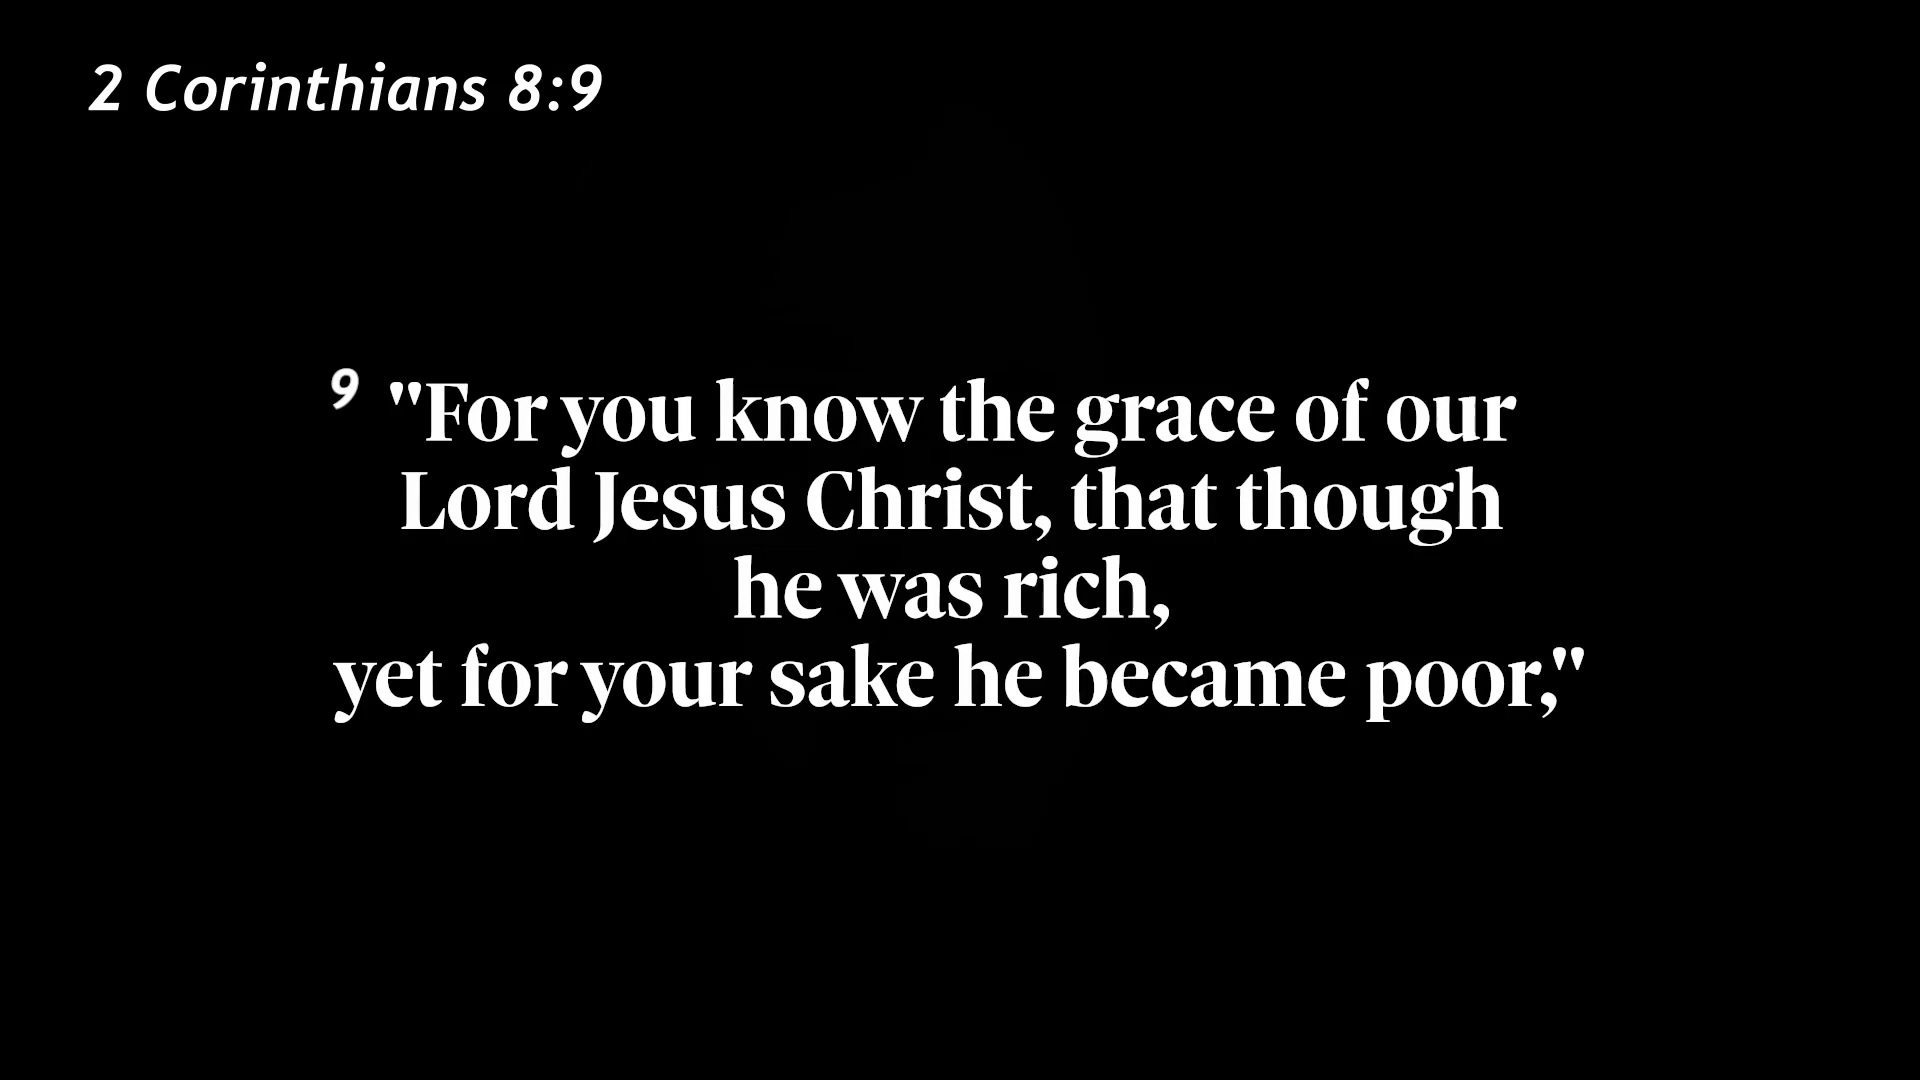 2 Corinthians 8:9
9 "For you know the grace of our
Lord Jesus Christ, that though
he was rich,
yet for your sake he became poor,"